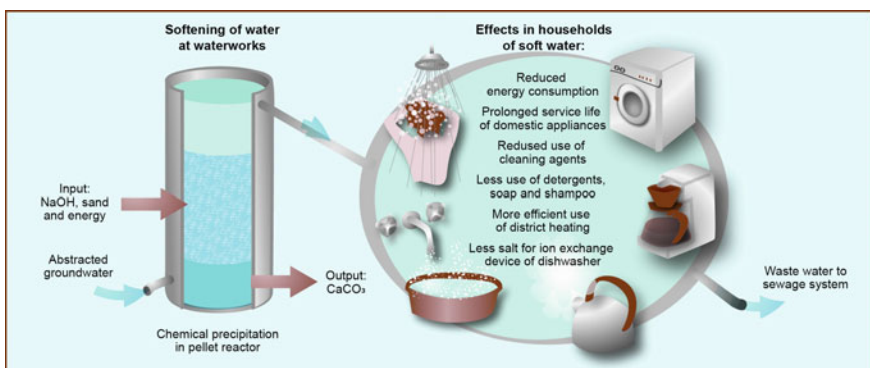 Softening of water
at waterworks
Input:
NaOH, sand
and energy
Abstracted
groundwater
Output:
CaCO₃
Chemical precipitation
in pellet reactor
Effects in households
of soft water:
Reduced
energy consumption
Prolonged service life
of domestic appliances
Redused use of
cleaning agents
Less use of detergents,
soap and shampoo
More efficient use
of district heating
Less salt for ion exchange
device of dishwasher
Waste water to
sewage system